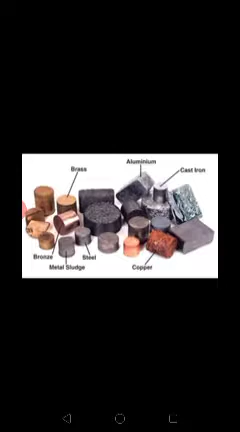 Aluminium
Brass
Cast Iron
Bronze
Steel
Metal Sludge
Copper